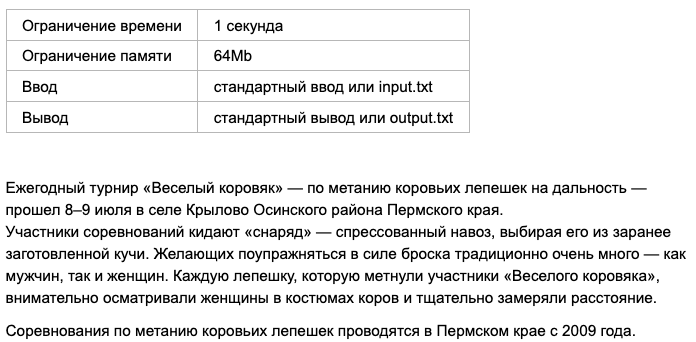 Ограничение времени 1 секунда
Ограничение памяти 64Mb
Ввод стандартный ввод или input.txt
Вывод стандартный вывод или output.txt
Ежегодный турнир «Веселый коровяк» — по метанию коровьих лепешек на дальность —
прошел 8–9 июля в селе Крылово Осинского района Пермского края.
Участники соревнований кидают «снаряд» — спрессованный навоз, выбирая его из заранее
заготовленной кучи. Желающих поупражняться в силе броска традиционно очень много — как
мужчин, так и женщин. Каждую лепешку, которую метнули участники «Веселого коровяка»,
внимательно осматривали женщины в костюмах коров и тщательно замеряли расстояние.
Соревнования по метанию коровьих лепешек проводятся в Пермском крае с 2009 года.